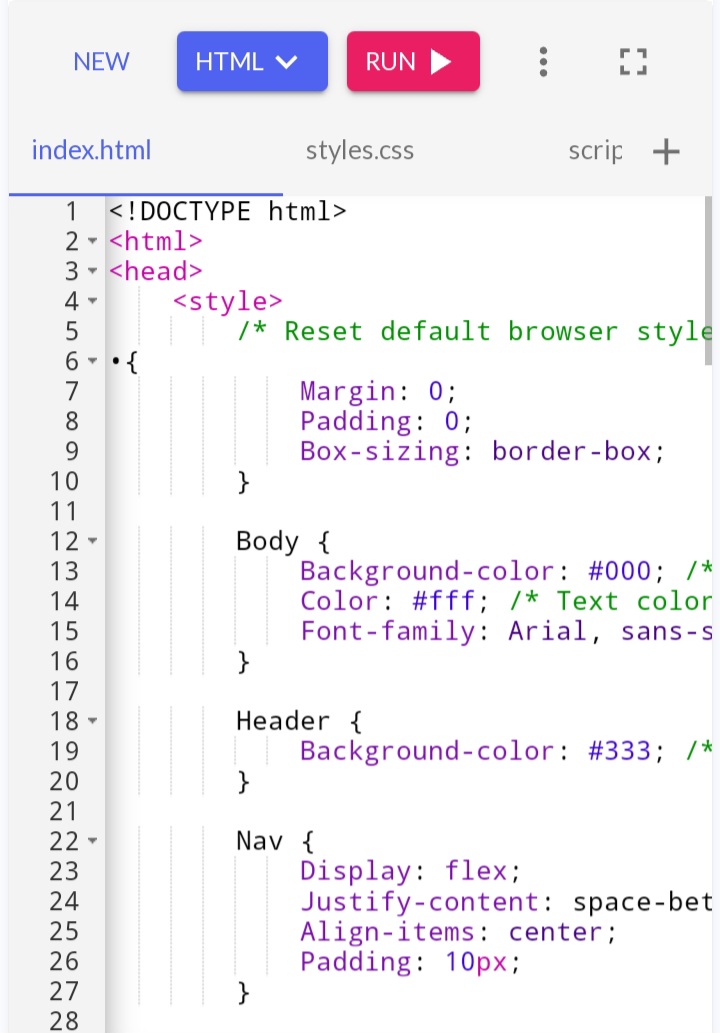 NEW HTML RUN
index.html styles.css scrip +
1 <!DOCTYPE html>
2 <html>
3 <head>
4 <style>
5 /* Reset default browser style
6 •{
7 Margin: 0;
8 Padding: 0;
9 Box-sizing: border-box;
10 }
11
12 Body {
13 Background-color: #000; /*
14 Color: #fff; /* Text color
15 Font-family: Arial, sans-s
16 }
17
18 Header {
19 Background-color: #333; /*
20 }
21
22 Nav {
23 Display: flex;
24 Justify-content: space-bet
25 Align-items: center;
26 Padding: 10px;
27 }
28